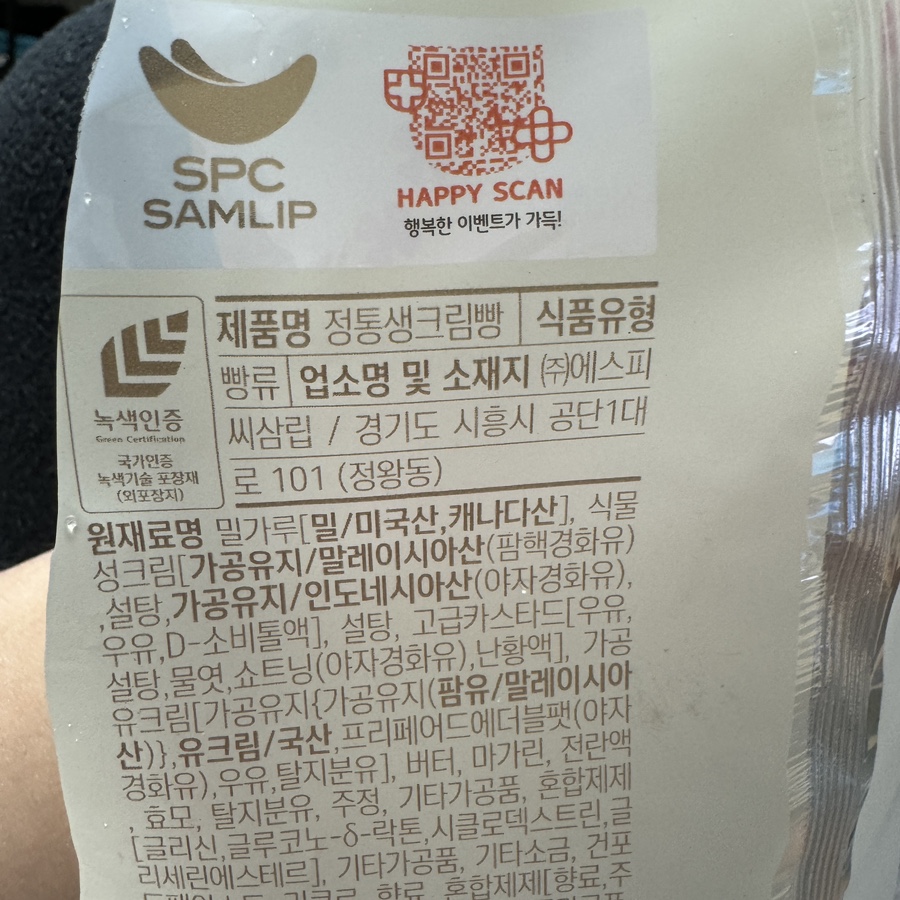 SPC
SAMLIP
HAPPY SCAN
행복한 이벤트가 가득!
녹색인증
Green Certification
국가인증
녹색기술 포장재
(외포장지)
제품명 정통생크림빵 식품유형
빵류 업소명 및 소재지 ㈜에스피
씨삼립 / 경기도 시흥시 공단1대
로 101 (정왕동)
원재료명 밀가루[밀/미국산,캐나다산], 식물
성크림[가공유지/말레이시아산(팜핵경화유)
,설탕,가공유지/인도네시아산(야자경화유),
우유,D-소비톨액], 설탕, 고급카스타드[우유,
설탕,물엿,쇼트닝(야자경화유),난황액], 가공
유크림[가공유지{가공유지(팜유/말레이시아
산)},유크림/국산,프리페어드에더블팻(야자
경화유),우유,탈지분유], 버터, 마가린, 전란액
, 효모, 탈지분유, 주정, 기타가공품, 혼합제제
[글리신,글루코노-δ-락톤,시클로덱스트린,글
리세린에스테르], 기타가공품, 기타소금, 건포
향료, 혼합제제[향료,주